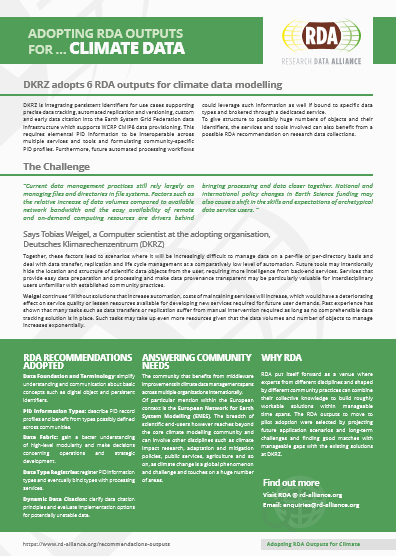 ADOPTING RDA OUTPUTS
FOR ... CLIMATE DATA
RDA
RESEARCH DATA ALLIANCE
DKRZ adopts 6 RDA outputs for climate data modelling
DKRZ is integrating persistent identifiers for use cases supporting
precise data tracking, automated replication and versioning, custom
and early data citation into the Earth System Grid Federation data
infrastructure which supports WCRP CMIP6 data provisioning. This
requires elemental PID information to be interoperable across
multiple services and tools and formulating community-specific
PID profiles. Furthermore, future automated processing workflows
could leverage such information as well if bound to specific data
types and brokered through a dedicated service.
To give structure to possibly huge numbers of objects and their
identifiers, the services and tools involved can also benefit from a
possible RDA recommendation on research data collections.
The Challenge
"Current data management practices still rely largely on
managing files and directories in file systems. Factors such as
the relative increase of data volumes compared to available
network bandwidth and the easy availability of remote
and on-demand computing resources are drivers behind
bringing processing and data closer together. National and
international policy changes in Earth Science funding may
also cause a shift in the skills and expectations of archetypical
data service users. "
Says Tobias Weigel, a Computer scientist at the adopting organisation,
Deutsches Klimarechenzentrum (DKRZ)
Together, these factors lead to scenarios where it will be increasingly difficult to manage data on a per-file or per-directory basis and
deal with data transfer, replication and life cycle management at a comparatively low level of automation. Future tools may intentionally
hide the location and structure of scientific data objects from the user, requiring more intelligence from back-end services. Services that
provide easy data preparation and processing and make data provenance transparent may be particularly valuable for interdisciplinary
users unfamiliar with established community practices.
Weigel continue "Without solutions that increase automation, costs of maintaining services will increase, which would have a deteriorating
effect on service quality or lessen resources available for developing new services required for future user demands. Past experience has
shown that many tasks such as data transfers or replication suffer from manual intervention required as long as no comprehensible data
tracking solution is in place. Such tasks may take up even more resources given that the data volumes and number of objects to manage
increases exponentially.
RDA RECOMMENDATIONS
ADOPTED
Data Foundation and Terminology: simplify
understanding and communication about basic
concepts such as digital object and persistent
identifiers.
PID Information Types: describe PID record
profiles and benefit from types possibly defined
across communities.
Data Fabric: gain a better understanding
of high-level modularity and make decisions
concerning operations and strategic
development.
Data Type Registries: register PID information
types and eventually bind types with processing
services.
Dynamic Data Citation: clarify data citation
principles and evaluate implementation options
for potentially unstable data.
ANSWERING COMMUNITY
NEEDS
The community that benefits from middleware
improvements in climate data management spans
across multiple organisations internationally.
Of particular mention within the European
context is the European Network for Earth
System Modelling (ENES). The breadth of
scientific end-users however reaches beyond
the core climate modelling community and
can involve other disciplines such as climate
impact research, adaptation and mitigation
policies, public services, agriculture and so
on, as climate change is a global phenomenon
and challenge and touches on a huge number
of areas.
WHY RDA
RDA put itself forward as a venue where
experts from different disciplines and shaped
by different community practices can combine
their collective knowledge to build roughly
workable solutions within manageable
time spans. The RDA outputs to move to
pilot adoption were selected by projecting
future application scenarios and long-term
challenges and finding good matches with
manageable gaps with the existing solutions
at DKRZ.
Find out more
Visit RDA @ rd-alliance.org
Email: enquiries@rd-alliance.org
https://www.rd-alliance.org/recommendations-outputs
Adopting RDA Outputs for Climate